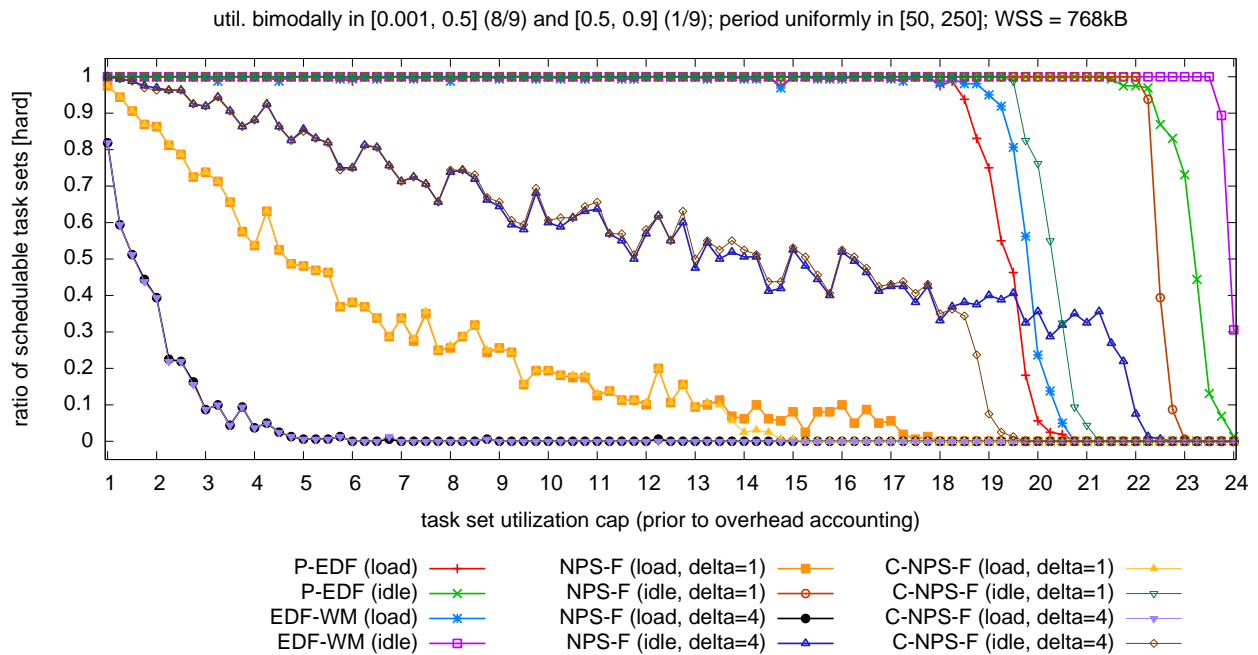 util. bimodally in [0.001, 0.5] (8/9) and [0.5, 0.9] (1/9); period uniformly in [50, 250]; WSS = 768kB
ratio of schedulable task sets [hard]
1
0.9
0.8
0.7
0.6
0.5
0.4
0.3
0.2
0.1
0
1 2 3 4 5 6 7 8 9 10 11 12 13 14 15 16 17 18 19 20 21 22 23 24
task set utilization cap (prior to overhead accounting)
P-EDF (load) NPS-F (load, delta=1) C-NPS-F (load, delta=1)
P-EDF (idle) NPS-F (idle, delta=1) C-NPS-F (idle, delta=1)
EDF-WM (load) NPS-F (load, delta=4) C-NPS-F (load, delta=4)
EDF-WM (idle) NPS-F (idle, delta=4) C-NPS-F (idle, delta=4)